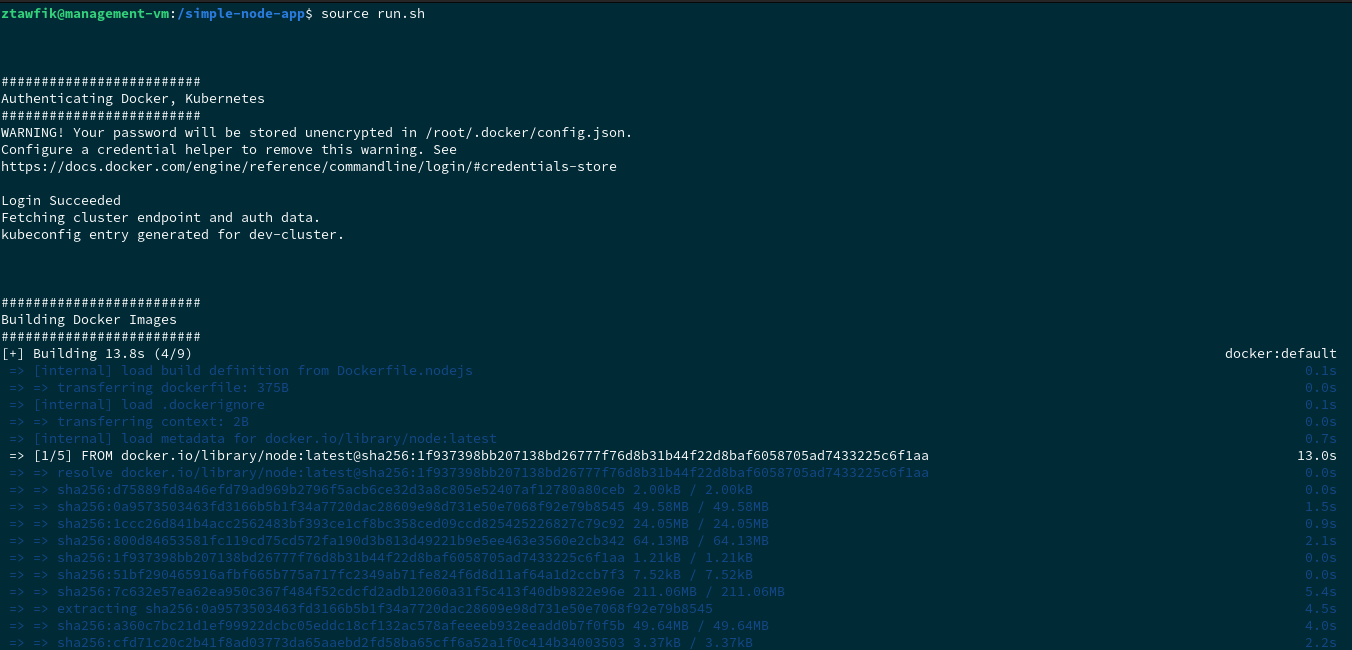 ztawfik@management-vm:/simple-node-app$ source run.sh
#########################
Authenticating Docker, Kubernetes
#########################
WARNING! Your password will be stored unencrypted in /root/.docker/config.json.
Configure a credential helper to remove this warning. See
https://docs.docker.com/engine/reference/commandline/login/#credentials-store
Login Succeeded
Fetching cluster endpoint and auth data.
kubeconfig entry generated for dev-cluster.
#########################
Building Docker Images
#########################
[+] Building 13.8s (4/9) docker:default
=> [internal] load build definition from Dockerfile.nodejs 0.1s
=> => transferring dockerfile: 375B 0.0s
=> [internal] load .dockerignore 0.1s
=> => transferring context: 2B 0.0s
=> [internal] load metadata for docker.io/library/node:latest 0.7s
=> [1/5] FROM docker.io/library/node:latest@sha256:1f937398bb207138bd26777f76d8b31b44f22d8baf6058705ad7433225c6f1aa 13.0s
=> => resolve docker.io/library/node:latest@sha256:1f937398bb207138bd26777f76d8b31b44f22d8baf6058705ad7433225c6f1aa 0.0s
=> => sha256:d75889fd8a46efd79ad969b2796f5acb6ce32d3a8c805e52407af12780a80ceb 2.00kB / 2.00kB 0.0s
=> => sha256:0a9573503463fd3166b5b1f34a7720dac28609e98d731e50e7068f92e79b8545 49.58MB / 49.58MB 1.5s
=> => sha256:1ccc26d841b4acc2562483bf393ce1cf8bc358ced09ccd825425226827c79c92 24.05MB / 24.05MB 0.9s
=> => sha256:800d84653581fc119cd75cd572fa190d3b813d49221b9e5ee463e3560e2cb342 64.13MB / 64.13MB 2.1s
=> => sha256:1f937398bb207138bd26777f76d8b31b44f22d8baf6058705ad7433225c6f1aa 1.21kB / 1.21kB 0.0s
=> => sha256:51bf290465916afbf665b775a717fc2349ab71fe824f6d8d11af64a1d2ccb7f3 7.52kB / 7.52kB 0.0s
=> => sha256:7c632e57ea62ea950c367f484f52cdcfd2adb12060a31f5c413f40db9822e96e 211.06MB / 211.06MB 5.4s
=> => extracting sha256:0a9573503463fd3166b5b1f34a7720dac28609e98d731e50e7068f92e79b8545 4.5s
=> => sha256:a360c7bc21d1ef99922dcbc05eddc18cf132ac578afeeeeb932eeadd0b7f0f5b 49.64MB / 49.64MB 4.0s
=> => sha256:cfd71c20c2b41f8ad03773da65aaebd2fd58ba65cff6a52a1f0c414b34003503 3.37kB / 3.37kB 2.2s